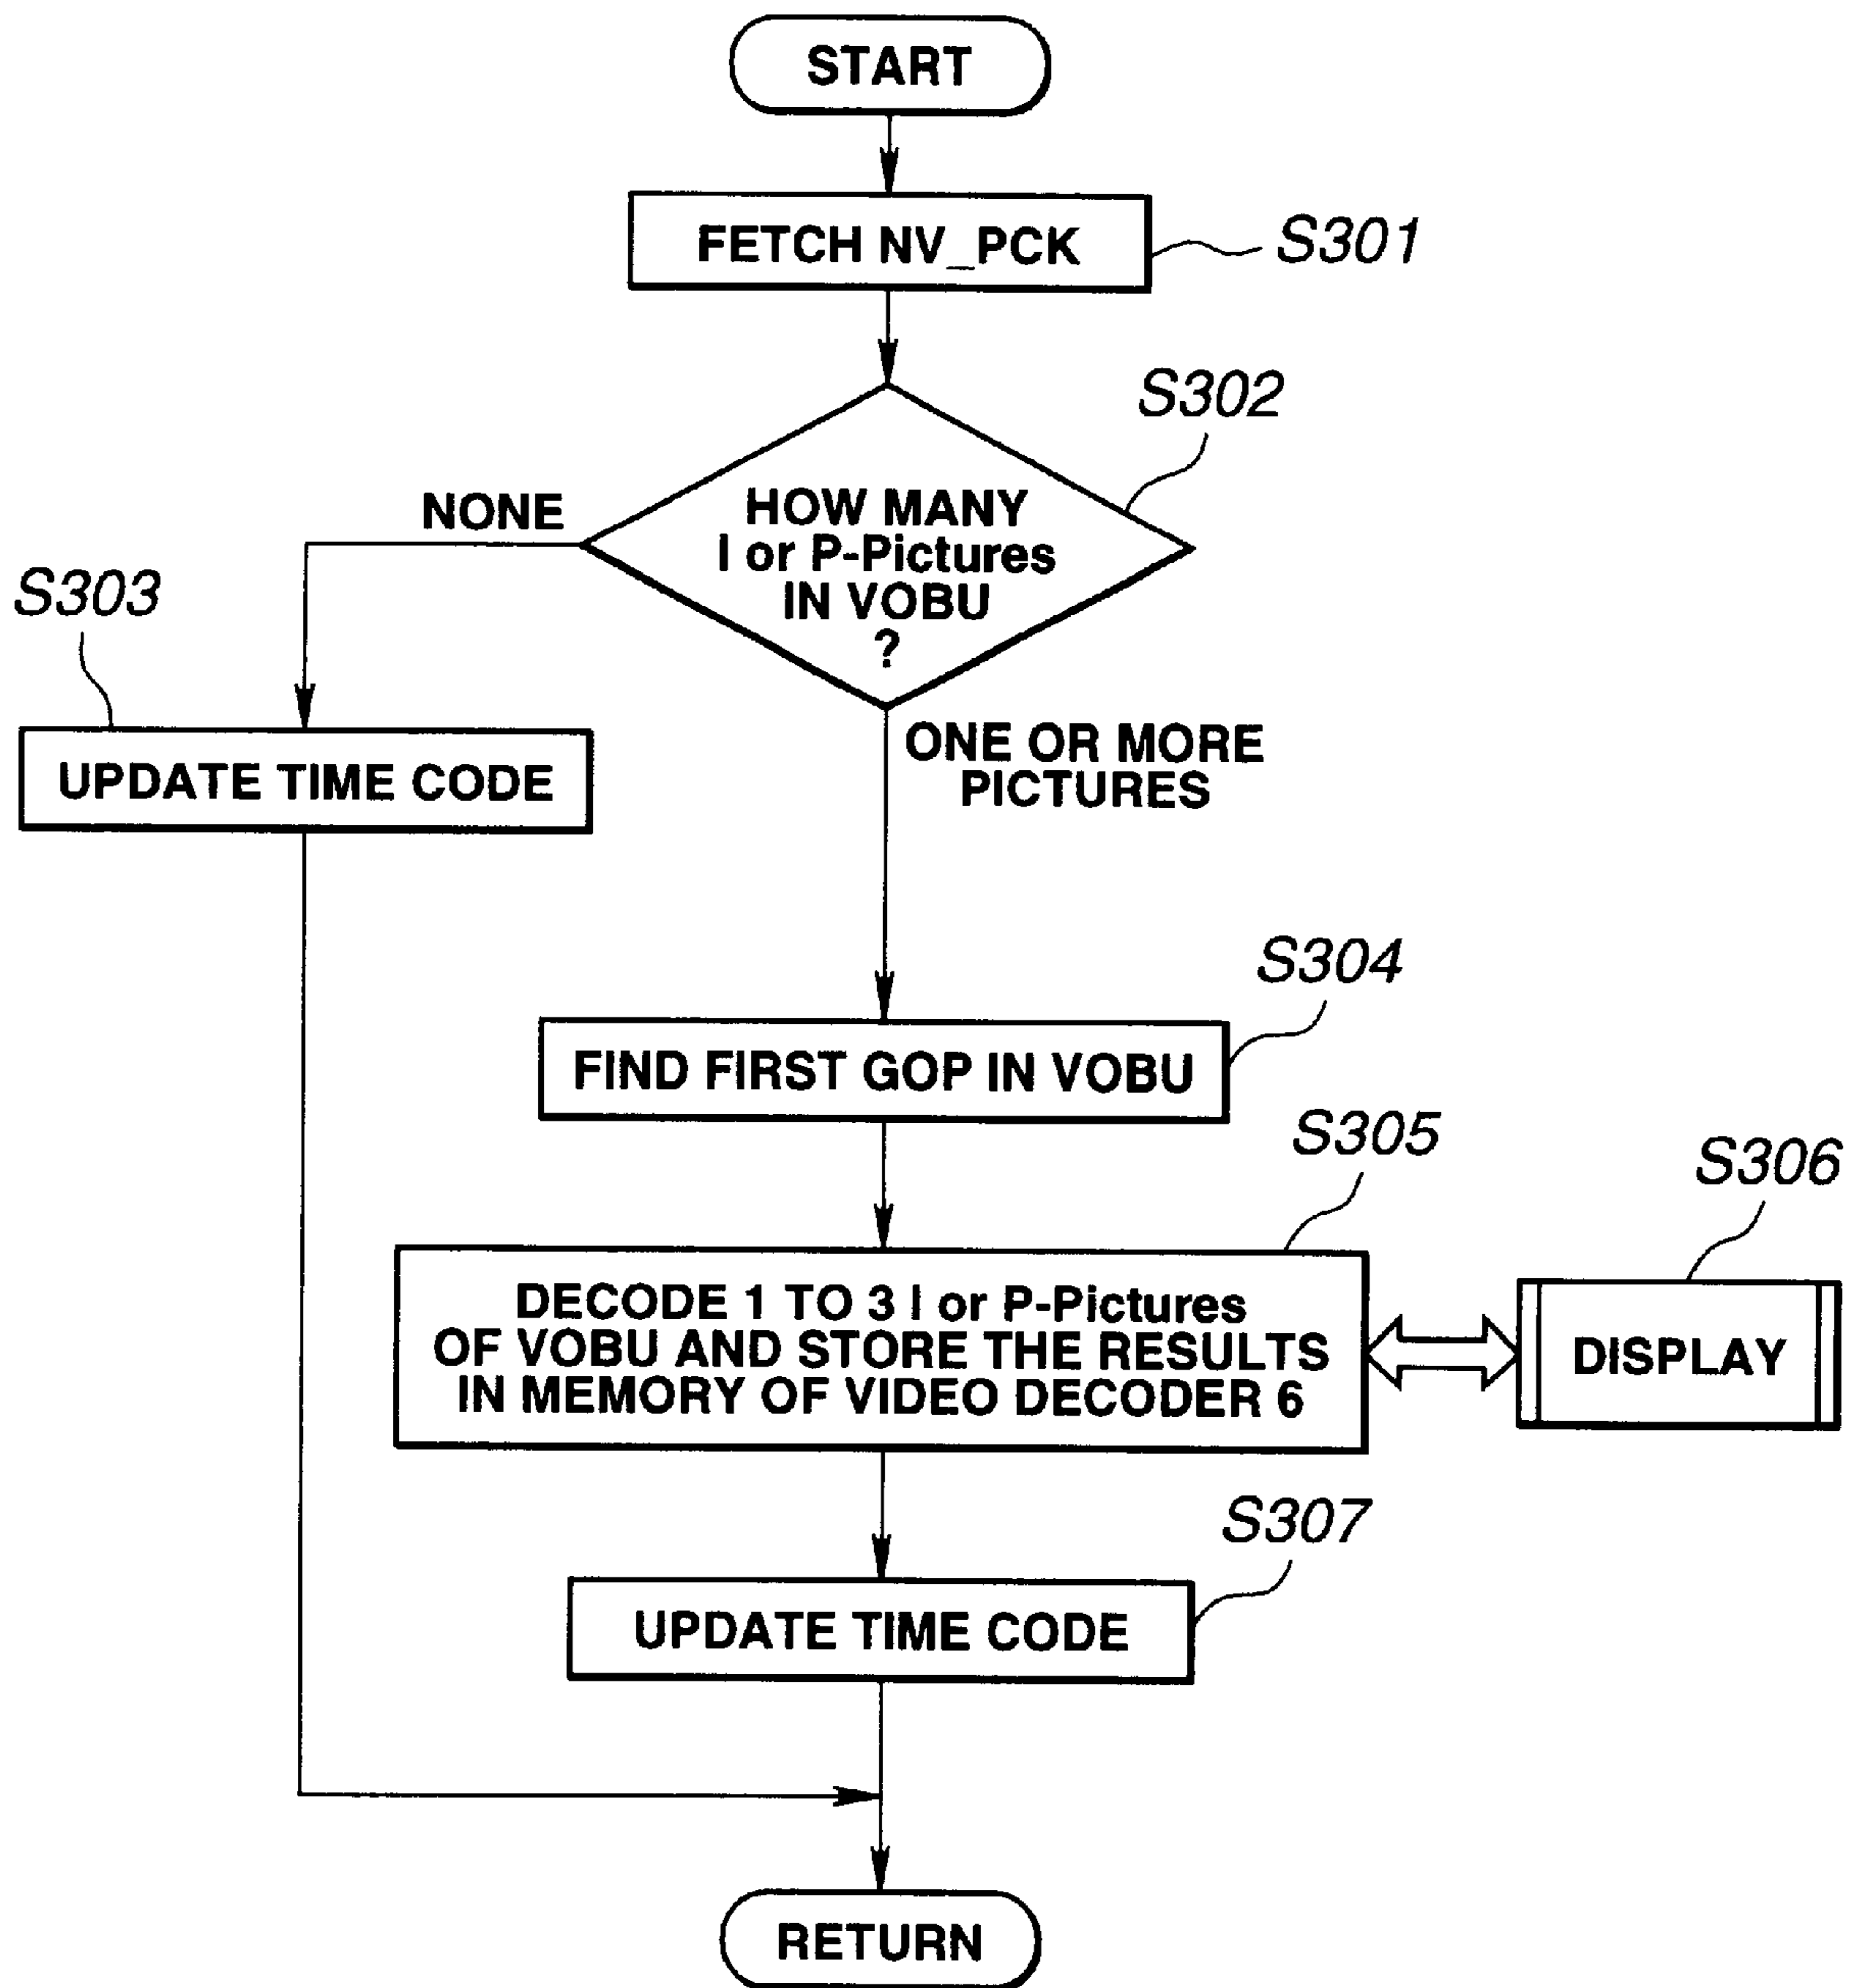 START
FETCH NV_PCK
S301
S302
HOW MANY
I or P-Pictures
IN VOBU
?
NONE
S303
UPDATE TIME CODE
ONE OR MORE
PICTURES
S304
FIND FIRST GOP IN VOBU
S305
S306
DECODE 1 TO 3 I or P-Pictures
OF VOBU AND STORE THE RESULTS
IN MEMORY OF VIDEO DECODER 6
DISPLAY
S307
UPDATE TIME CODE
RETURN